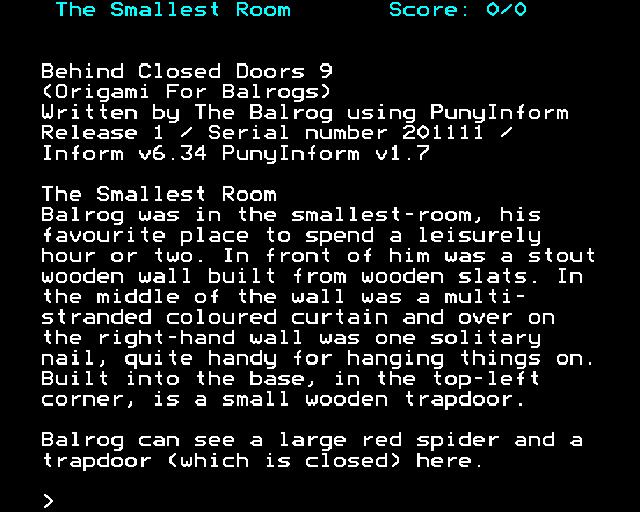 The Smallest Room Score: 0/0
Behind Closed Doors 9
(Origami For Balrogs)
Written by The Balrog using PunyInform
Release 1 / Serial number 201111 /
Inform v6.34 PunyInform v1.7
The Smallest Room
Balrog was in the smallest-room, his
favourite place to spend a leisurely
hour or two. In front of him was a stout
wooden wall built from wooden slats. In
the middle of the wall was a multi-
stranded coloured curtain and over on
the right-hand wall was one solitary
nail, quite handy for hanging things on.
Built into the base, in the top-left
corner, is a small wooden trapdoor.
Balrog can see a large red spider and a
trapdoor (which is closed) here.
>